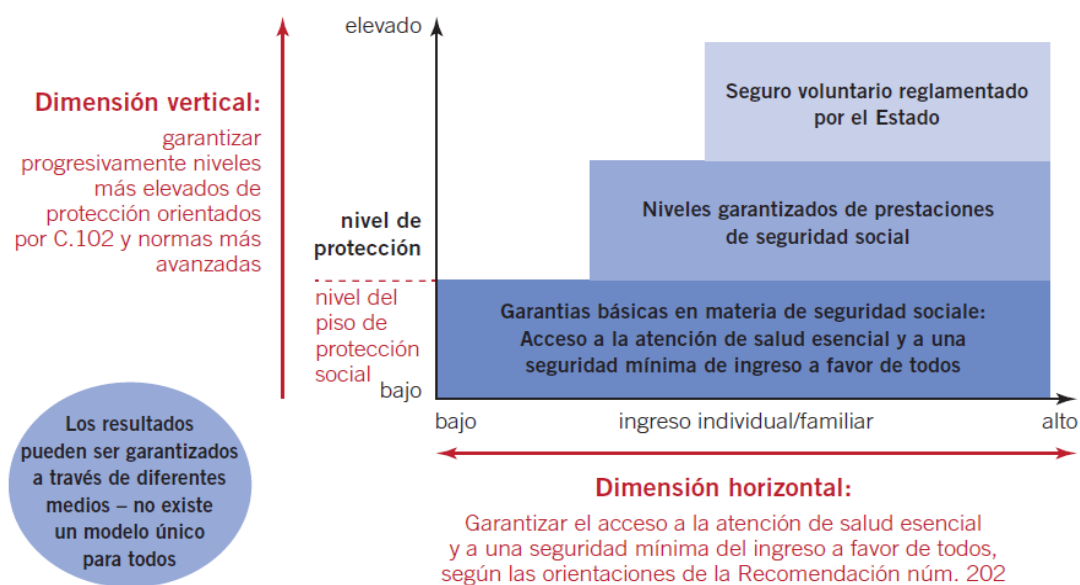 elevado
Dimensión vertical:
garantizar
progresivamente niveles
más elevados de
protección orientados
por C.102 y normas más
avanzadas
Seguro voluntario reglamentado
por el Estado
nivel de
protección
Niveles garantizados de prestaciones
de seguridad social
nivel del
piso de
protección
social
bajo
Garantias básicas en materia de seguridad sociale:
Acceso a la atención de salud esencial y a una
seguridad mínima de ingreso a favor de todos
bajo
ingreso individual/familiar
alto
Los resultados
pueden ser garantizados
a través de diferentes
medios – no existe
un modelo único
para todos
Dimensión horizontal:
Garantizar el acceso a la atención de salud esencial
y a una seguridad mínima del ingreso a favor de todos,
según las orientaciones de la Recomendación núm. 202